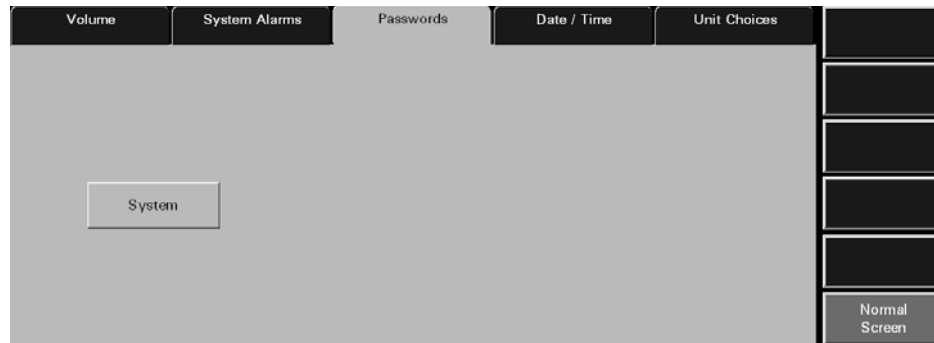 Volume System Alarms Passwords Date / Time Unit Choices
System
Normal
Screen